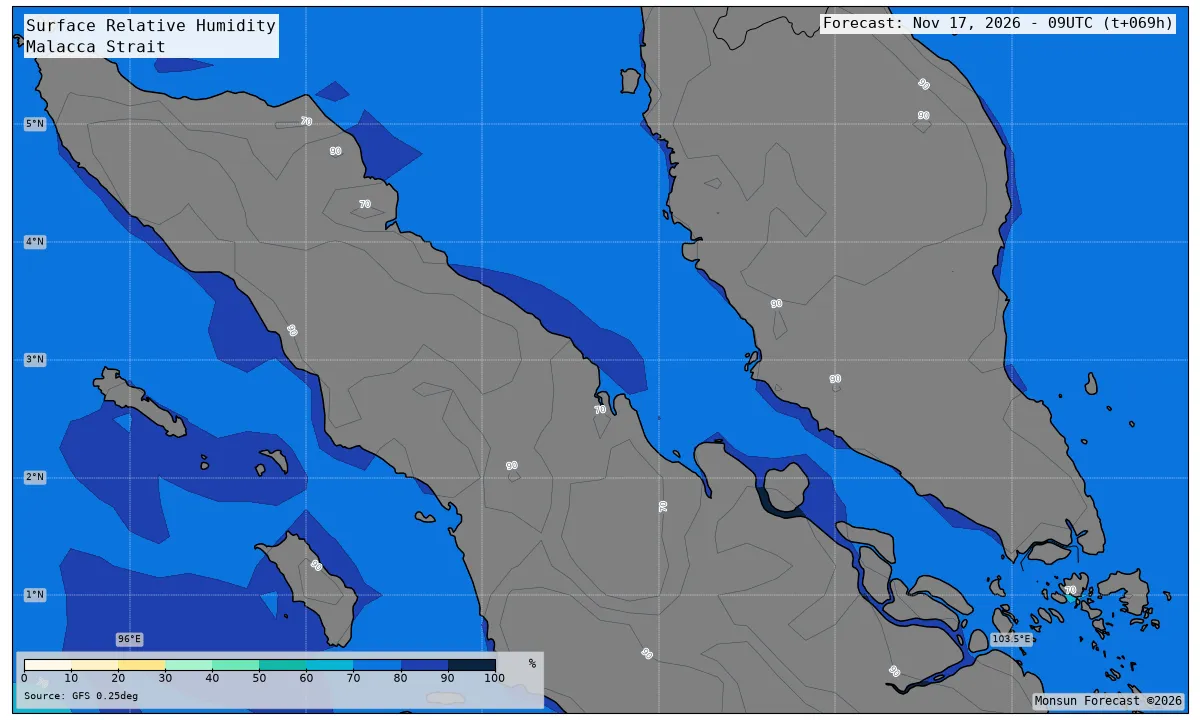 Surface Relative Humidity
Malacca Strait
Forecast: Nov 17, 2026 - 09UTC (t+069h)
90
90
5°N
70
90
70
4°N
90
90
3°N
90
70
90
2°N
70
90
70
1°N
96°E
103.5°E
90
90
%
0 10 20 30 40 50 60 70 80 90 100
Source: GFS 0.25deg
Monsun Forecast ©2026